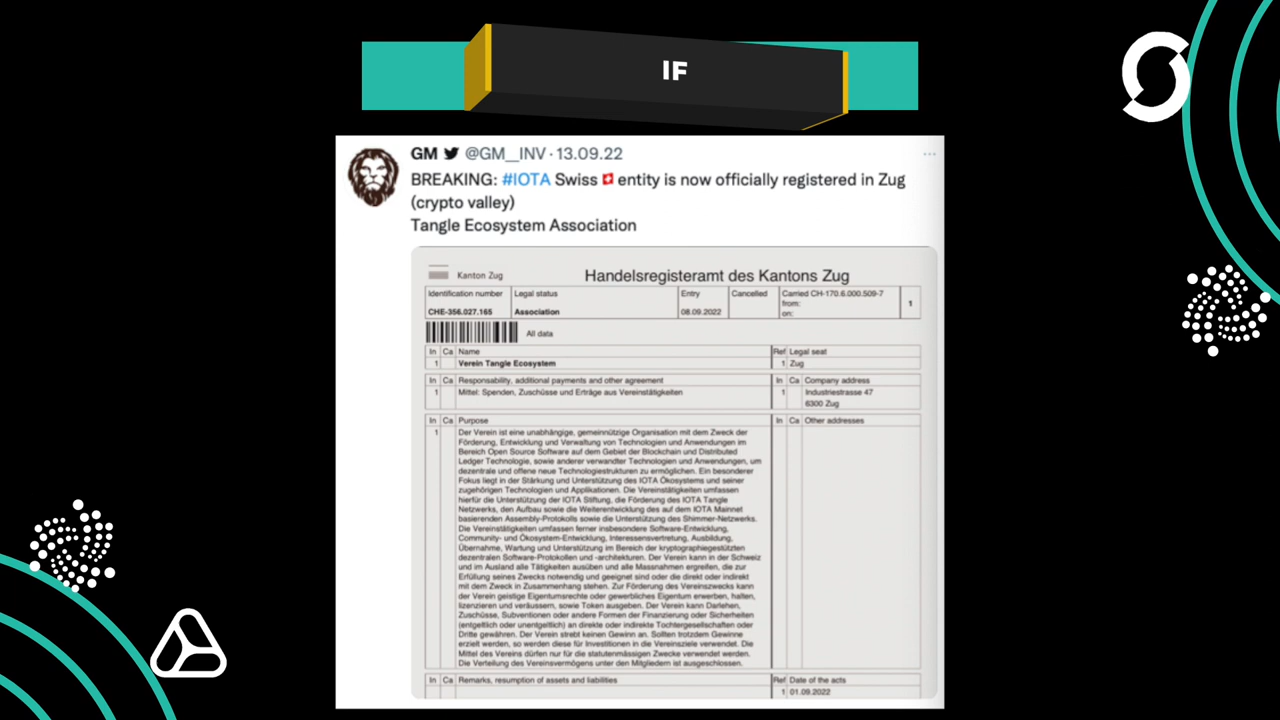 IF
GM @GM__INV · 13.09.22
BREAKING: #IOTA Swiss entity is now officially registered in Zug
(crypto valley)
Tangle Ecosystem Association
Kanton Zug
Handelsregisteramt des Kantons Zug
Identification number Legal status Entry Cancelled Carried CH-170.6.000.509-7
from:
on:
1
CHE-356.027.165 Association 08.09.2022
All data
In Ca Name Ref Legal seat
1 Verein Tangle Ecosystem 1 Zug
In Ca Responsability, additional payments and other agreement In Ca Company address
1 Mittel: Spenden, Zuschüsse und Erträge aus Vereinstätigkeiten 1 Industriestrasse 47
6300 Zug
In Ca Purpose In Ca Other addresses
1 Der Verein ist eine unabhängige, gemeinnützige Organisation mit dem Zweck der
Förderung, Entwicklung und Verwaltung von Technologien und Anwendungen im
Bereich Open Source Software auf dem Gebiet der Blockchain und Distributed
Ledger Technologie, sowie anderer verwandter Technologien und Anwendungen, um
dezentrale und offene neue Technologiestrukturen zu ermöglichen. Ein besonderer
Fokus liegt in der Stärkung und Unterstützung des IOTA Ökosystems und seiner
zugehörigen Technologien und Applikationen. Die Vereinstätigkeiten umfassen
hierfür die Unterstützung der IOTA Stiftung, die Förderung des IOTA Tangle
Netzwerks, den Aufbau sowie die Weiterentwicklung des auf dem IOTA Mainnet
basierenden Assembly-Protokolls sowie die Unterstützung des Shimmer-Netzwerks.
Die Vereinstätigkeiten umfassen ferner insbesondere Software-Entwicklung,
Community- und Ökosystem-Entwicklung, Interessensvertretung, Ausbildung,
Übernahme, Wartung und Unterstützung im Bereich der kryptographiegestützten
dezentralen Software-Protokollen und -architekturen. Der Verein kann in der Schweiz
und im Ausland alle Tätigkeiten ausüben und alle Massnahmen ergreifen, die zur
Erfüllung seines Zwecks notwendig und geeignet sind oder die direkt oder indirekt
mit dem Zweck in Zusammenhang stehen. Zur Förderung des Vereinszwecks kann
der Verein geistige Eigentumsrechte oder gewerbliches Eigentum erwerben, halten,
lizenzieren und veräussern, sowie Token ausgeben. Der Verein kann Darlehen,
Zuschüsse, Subventionen oder andere Formen der Finanzierung oder Sicherheiten
(entgeltlich oder unentgeltlich) an direkte oder indirekte Tochtergesellschaften oder
Dritte gewähren. Der Verein strebt keinen Gewinn an. Sollten trotzdem Gewinne
erzielt werden, so werden diese für Investitionen in die Vereinsziele verwendet. Die
Mittel des Vereins dürfen nur für die statutenmässigen Zwecke verwendet werden.
Die Verteilung des Vereinsvermögens unter den Mitgliedern ist ausgeschlossen.
In Ca Remarks, resumption of assets and liabilities Ref Date of the acts
1 01.09.2022